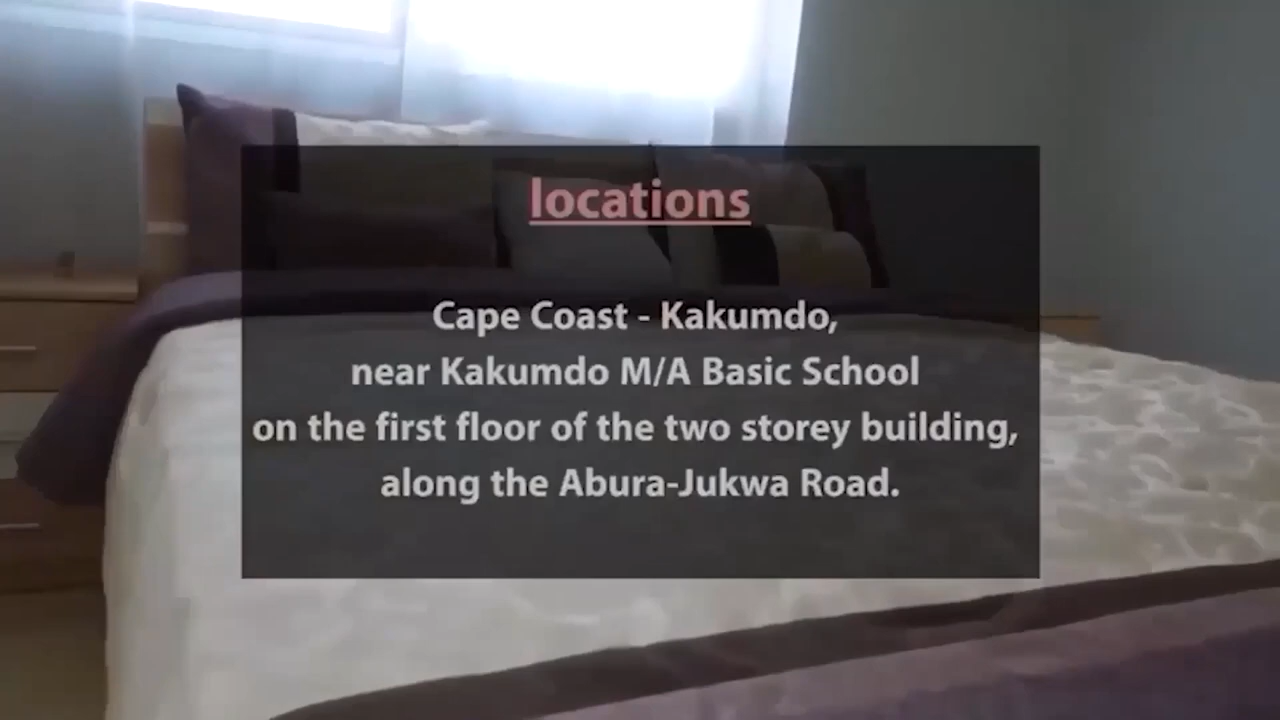 locations
Cape Coast - Kakumdo,
near Kakumdo M/A Basic School
on the first floor of the two storey building,
along the Abura-Jukwa Road.